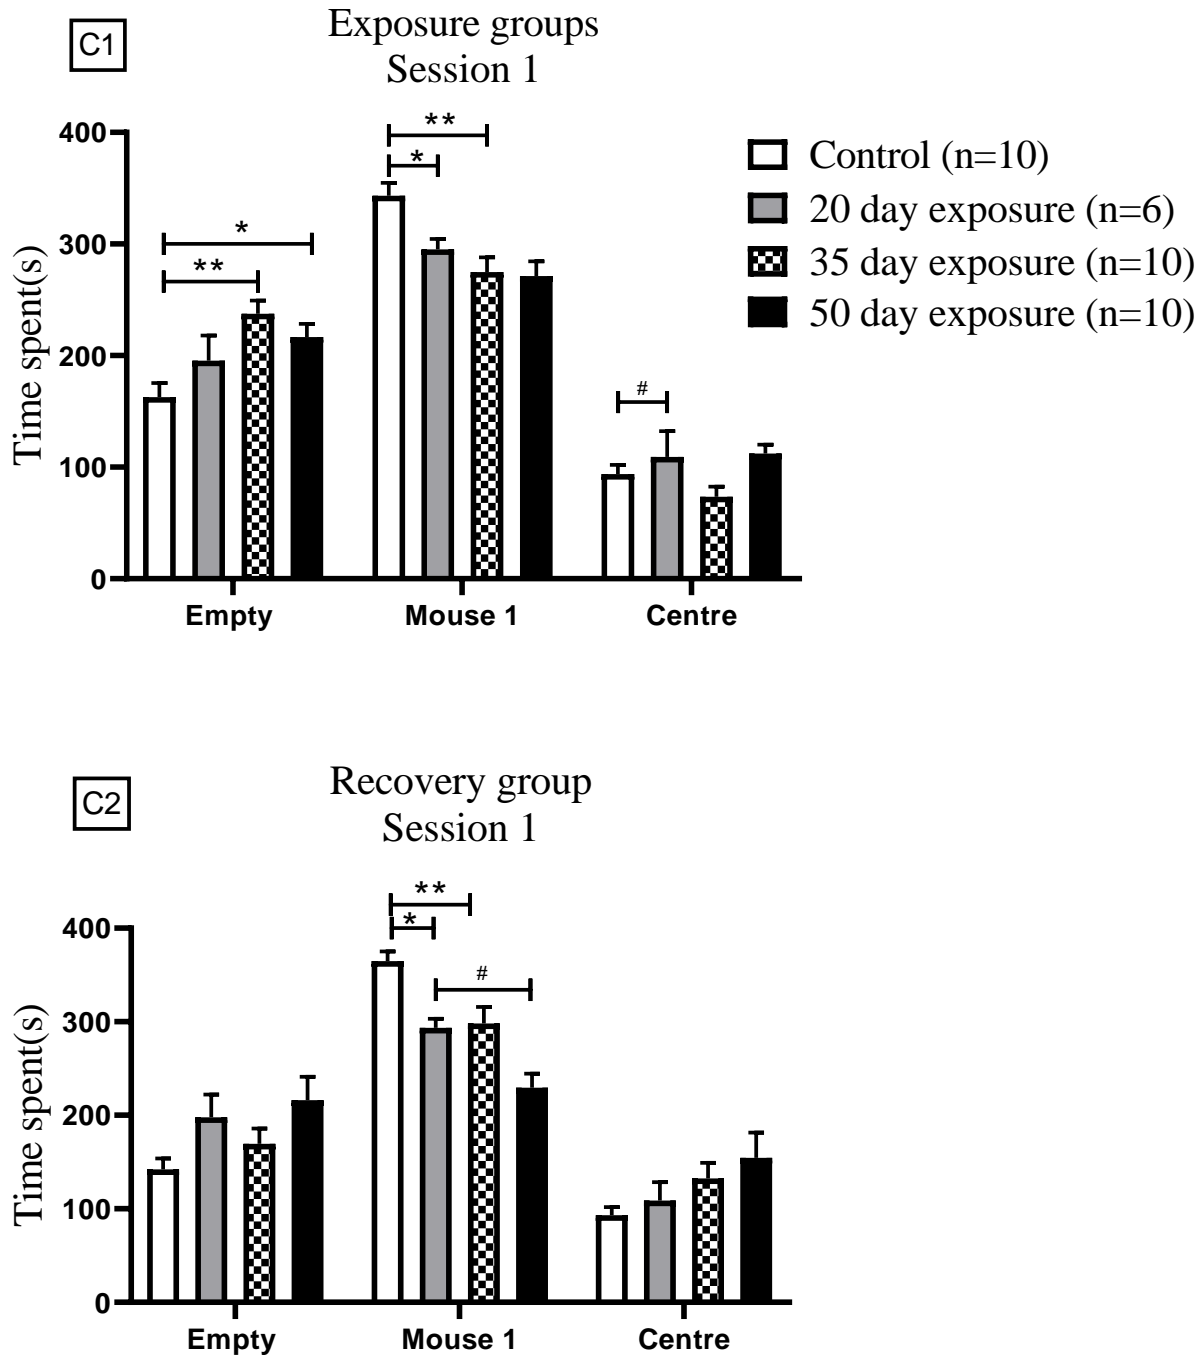 C1
Exposure groups
Session 1
Control (n=10)
20 day exposure (n=6)
35 day exposure (n=10)
50 day exposure (n=10)
Time spent(s)
400
300
200
100
0
*
**
**
*
#
Empty Mouse 1 Centre
C2
Recovery group
Session 1
Time spent(s)
400
300
200
100
0
**
*
#
Empty Mouse 1 Centre